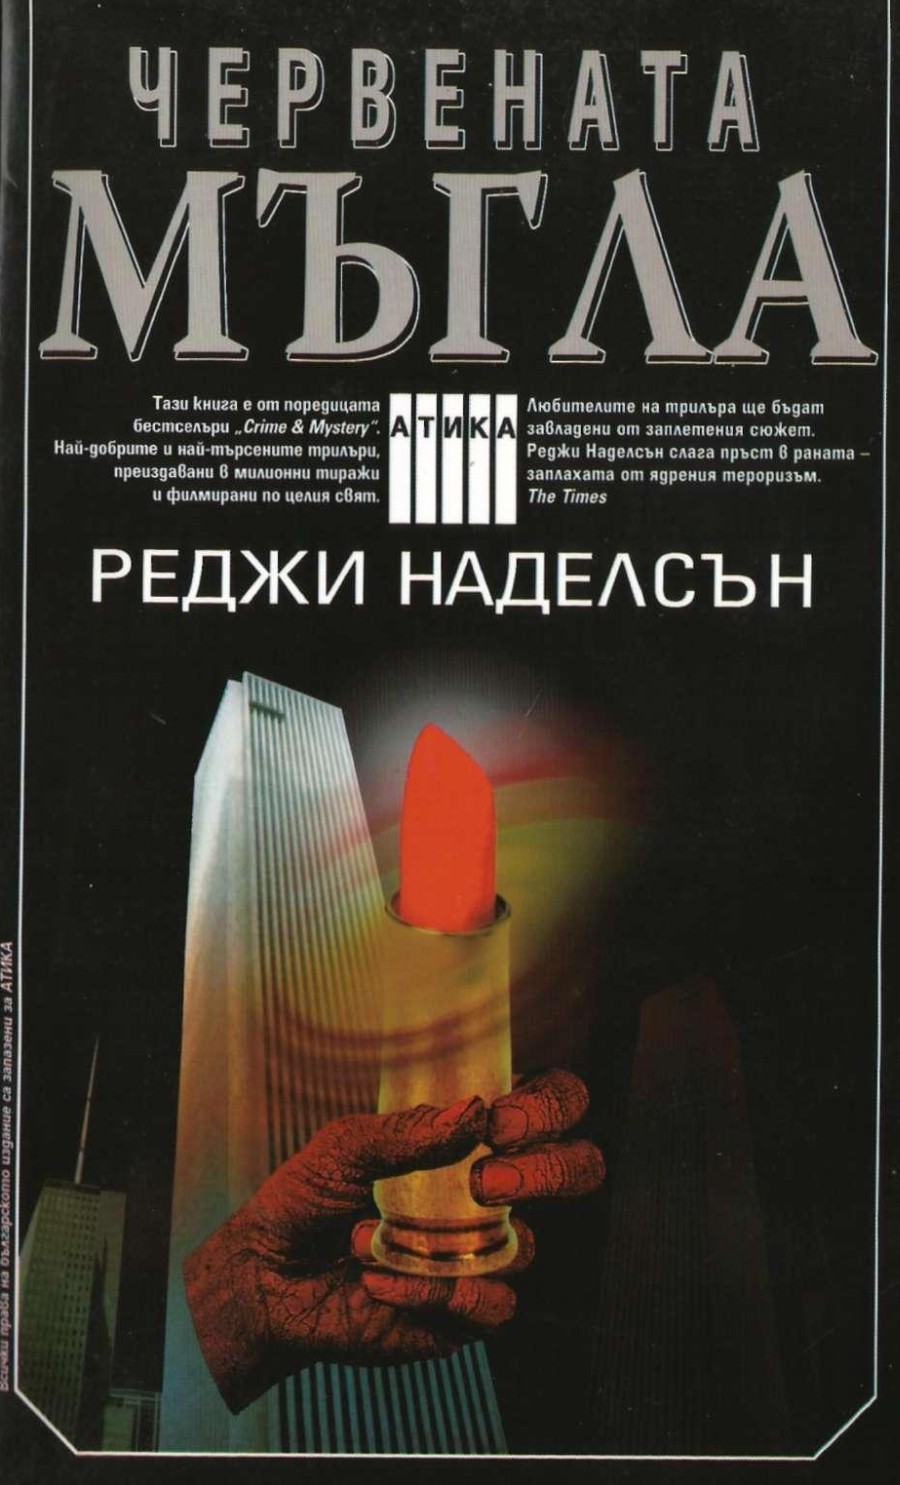 ЧЕРВЕНАТА
МЪГЛА
Тази книга е от поредицата
бестселъри „Crime & Mystery“.
Най-добрите и най-търсените трилъри,
преиздавани в милионни тиражи
и филмирани по целия свят.
АТИКА
Любителите на трилъра ще бъдат
завладени от заплетения сюжет.
Реджи Наделсън слага пръст в раната –
заплахата от ядрения тероризъм.
The Times
РЕДЖИ НАДЕЛСЪН
Всички права на българското издание са запазени за АТИКА